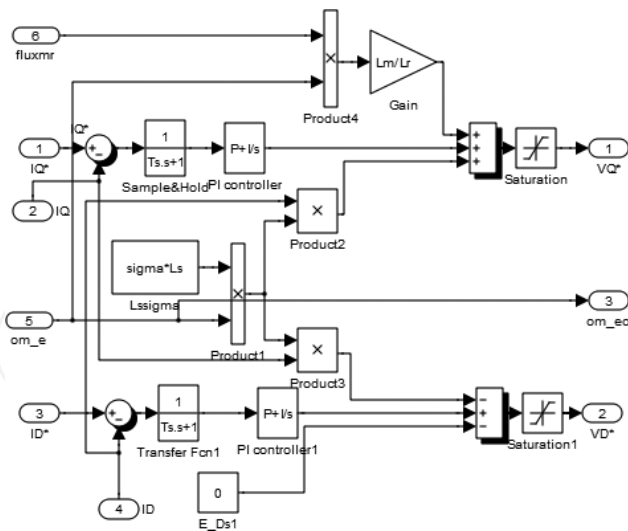 6
fluxmr
×
Product4
Lm/Lr
Gain
1
IQ*
IQ*
+
−
1
Ts.s+1
Sample&Hold
P+I/s
PI controller
+
+
+
Saturation
1
VQ*
2
IQ
×
Product2
sigma*Ls
Lssigma
×
Product1
5
om_e
3
om_eo
×
Product3
3
ID*
+
−
1
Ts.s+1
Transfer Fcn1
P+I/s
PI controller1
−
+
−
Saturation1
2
VD*
4
ID
0
E_Ds1